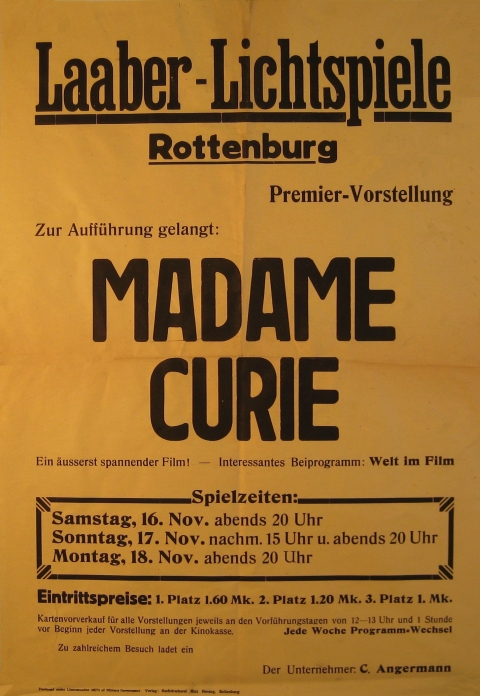 Laaber-Lichtspiele
Rottenburg
Premier-Vorstellung
Zur Aufführung gelangt:
MADAME
CURIE
Ein äusserst spannender Film! — Interessantes Beiprogramm: Welt im Film
Spielzeiten:
Samstag, 16. Nov. abends 20 Uhr
Sonntag, 17. Nov. nachm. 15 Uhr u. abends 20 Uhr
Montag, 18. Nov. abends 20 Uhr
Eintrittspreise: 1. Platz 1.60 Mk. 2. Platz 1.20 Mk. 3. Platz 1. Mk.
Kartenvorverkauf für alle Vorstellungen jeweils an den Vorführungstagen von 12—13 Uhr und 1 Stunde
vor Beginn jeder Vorstellung an der Kinokasse. Jede Woche Programm-Wechsel
Zu zahlreichem Besuch ladet ein
Der Unternehmer: C. Angermann